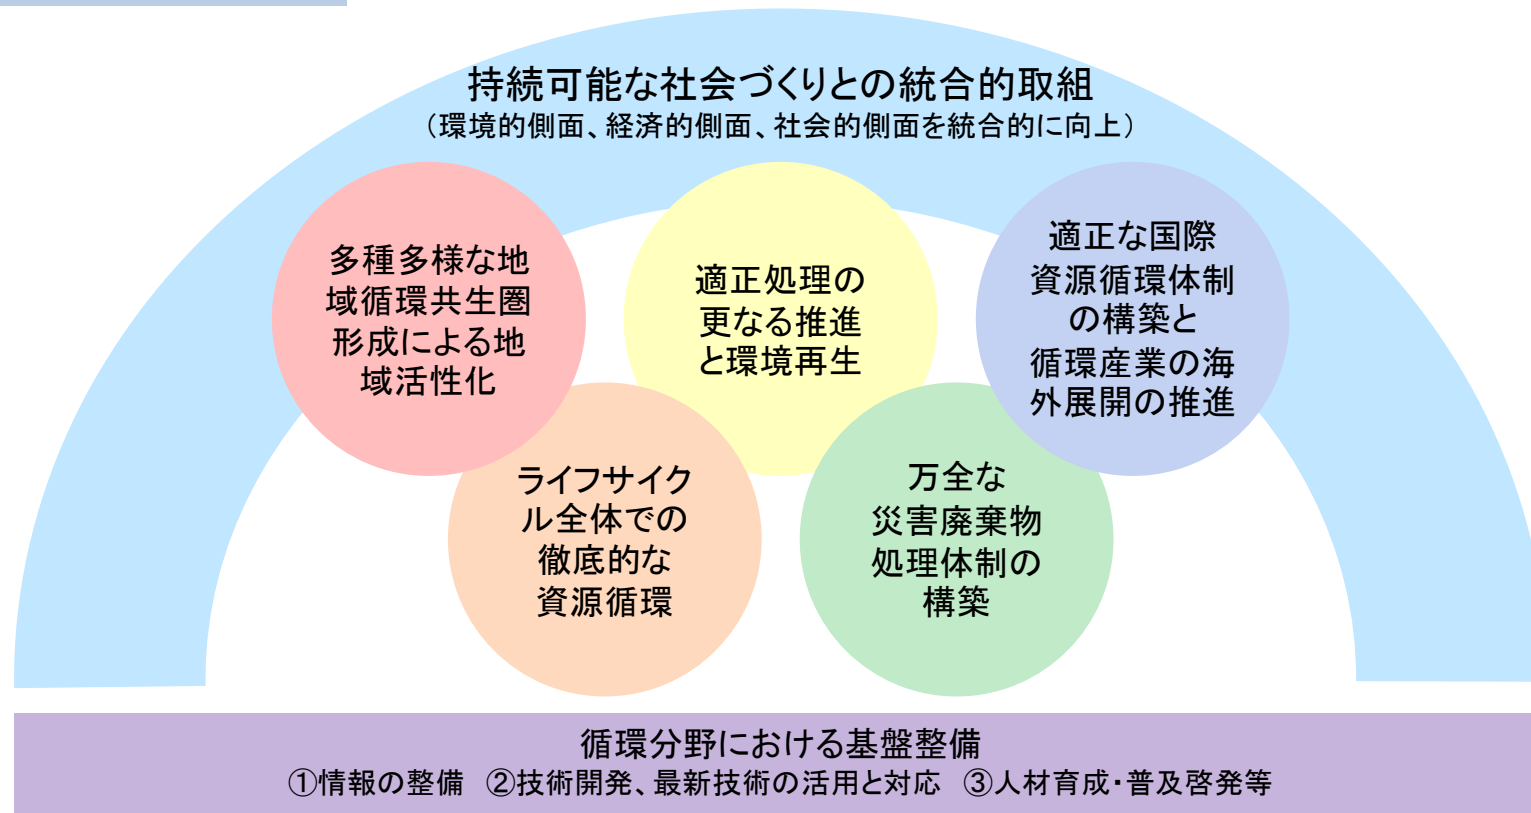 持続可能な社会づくりとの統合的取組
（環境的側面、経済的側面、社会的側面を統合的に向上）
多種多様な地
域循環共生圏
形成による地
域活性化
適正処理の
更なる推進
と環境再生
適正な国際
資源循環体制
の構築と
循環産業の海
外展開の推進
ライフサイク
ル全体での
徹底的な
資源循環
万全な
災害廃棄物
処理体制の
構築
循環分野における基盤整備
①情報の整備　②技術開発、最新技術の活用と対応　③人材育成・普及啓発等